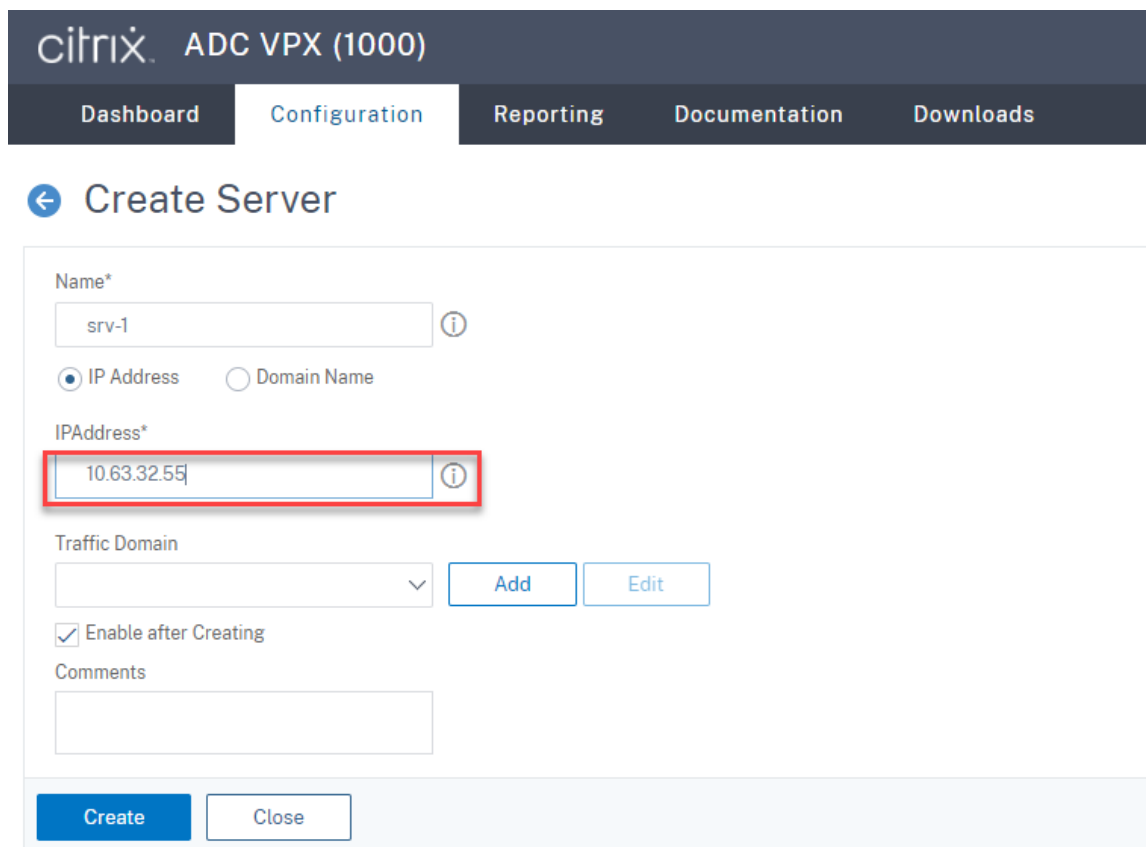 citrix. ADC VPX (1000)
Dashboard Configuration Reporting Documentation Downloads
Create Server
Name*
srv-1
IP Address Domain Name
IPAddress*
10.63.32.55
Traffic Domain
Add Edit
Enable after Creating
Comments
Create Close